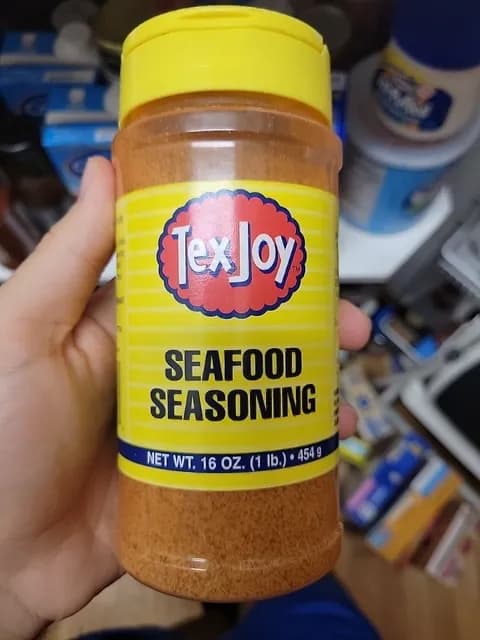 TexJoy
SEAFOOD
SEASONING
NET WT. 16 OZ. (1 lb.) • 454 g